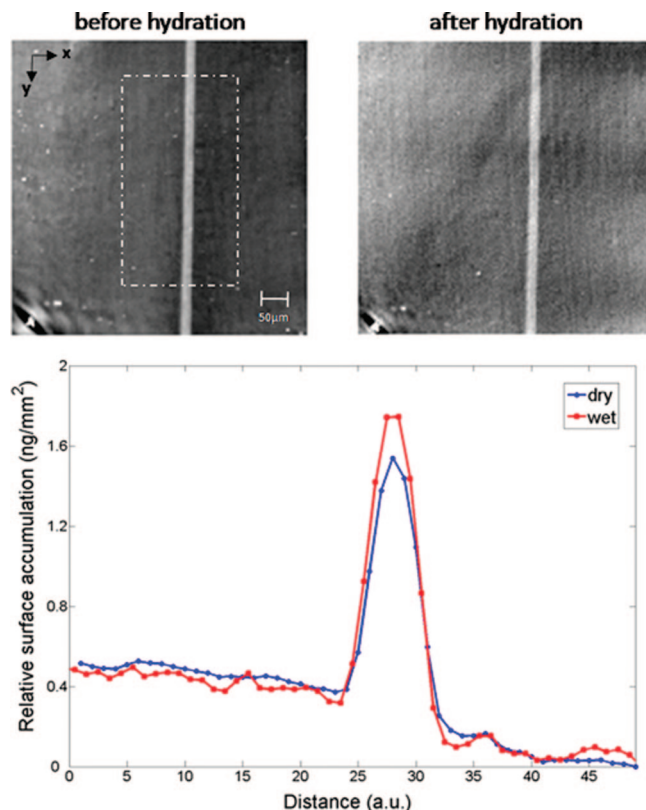 before hydration
after hydration
x
y
50µm
Relative surface accumulation (ng/mm²)
2
1.6
1.2
0.8
0.4
0
dry
wet
0 5 10 15 20 25 30 35 40 45
Distance (a.u.)